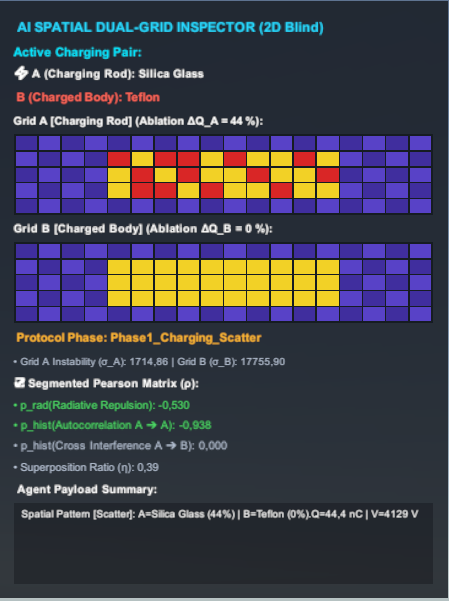 AI SPATIAL DUAL-GRID INSPECTOR (2D Blind)
Active Charging Pair:
A (Charging Rod): Silica Glass
B (Charged Body): Teflon
Grid A [Charging Rod] (Ablation ΔQ_A = 44 %):
Grid B [Charged Body] (Ablation ΔQ_B = 0 %):
Protocol Phase: Phase1_Charging_Scatter
• Grid A Instability (σ_A): 1714,86 | Grid B (σ_B): 17755,90
Segmented Pearson Matrix (ρ):
• ρ_rad(Radiative Repulsion): -0,530
• ρ_hist(Autocorrelation A ➔ A): -0,938
• ρ_hist(Cross Interference A ➔ B): 0,000
• Superposition Ratio (η): 0,39
Agent Payload Summary:
Spatial Pattern [Scatter]: A=Silica Glass (44%) | B=Teflon (0%).Q=44,4 nC | V=4129 V